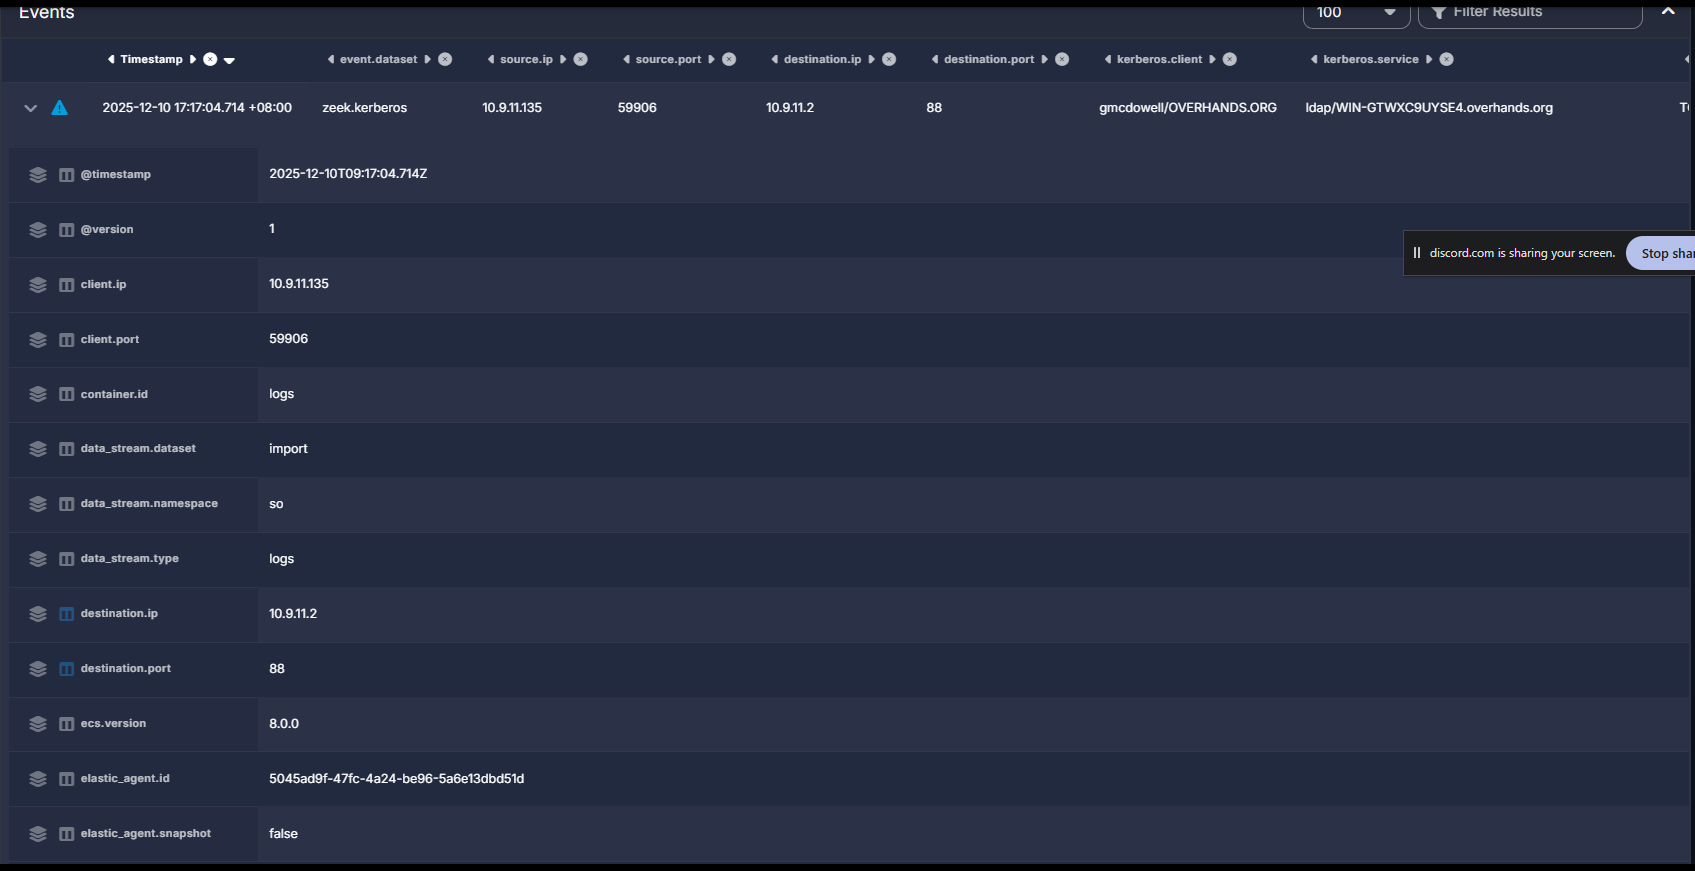 Events
100
Filter Results
Timestamp event.dataset source.ip source.port destination.ip destination.port kerberos.client kerberos.service
2025-12-10 17:17:04.714 +08:00 zeek.kerberos 10.9.11.135 59906 10.9.11.2 88 gmcdowell/OVERHANDS.ORG ldap/WIN-GTWXC9UYSE4.overhands.org
@timestamp 2025-12-10T09:17:04.714Z
@version 1
discord.com is sharing your screen. Stop shar
client.ip 10.9.11.135
client.port 59906
container.id logs
data_stream.dataset import
data_stream.namespace so
data_stream.type logs
destination.ip 10.9.11.2
destination.port 88
ecs.version 8.0.0
elastic_agent.id 5045ad9f-47fc-4a24-be96-5a6e13dbd51d
elastic_agent.snapshot false